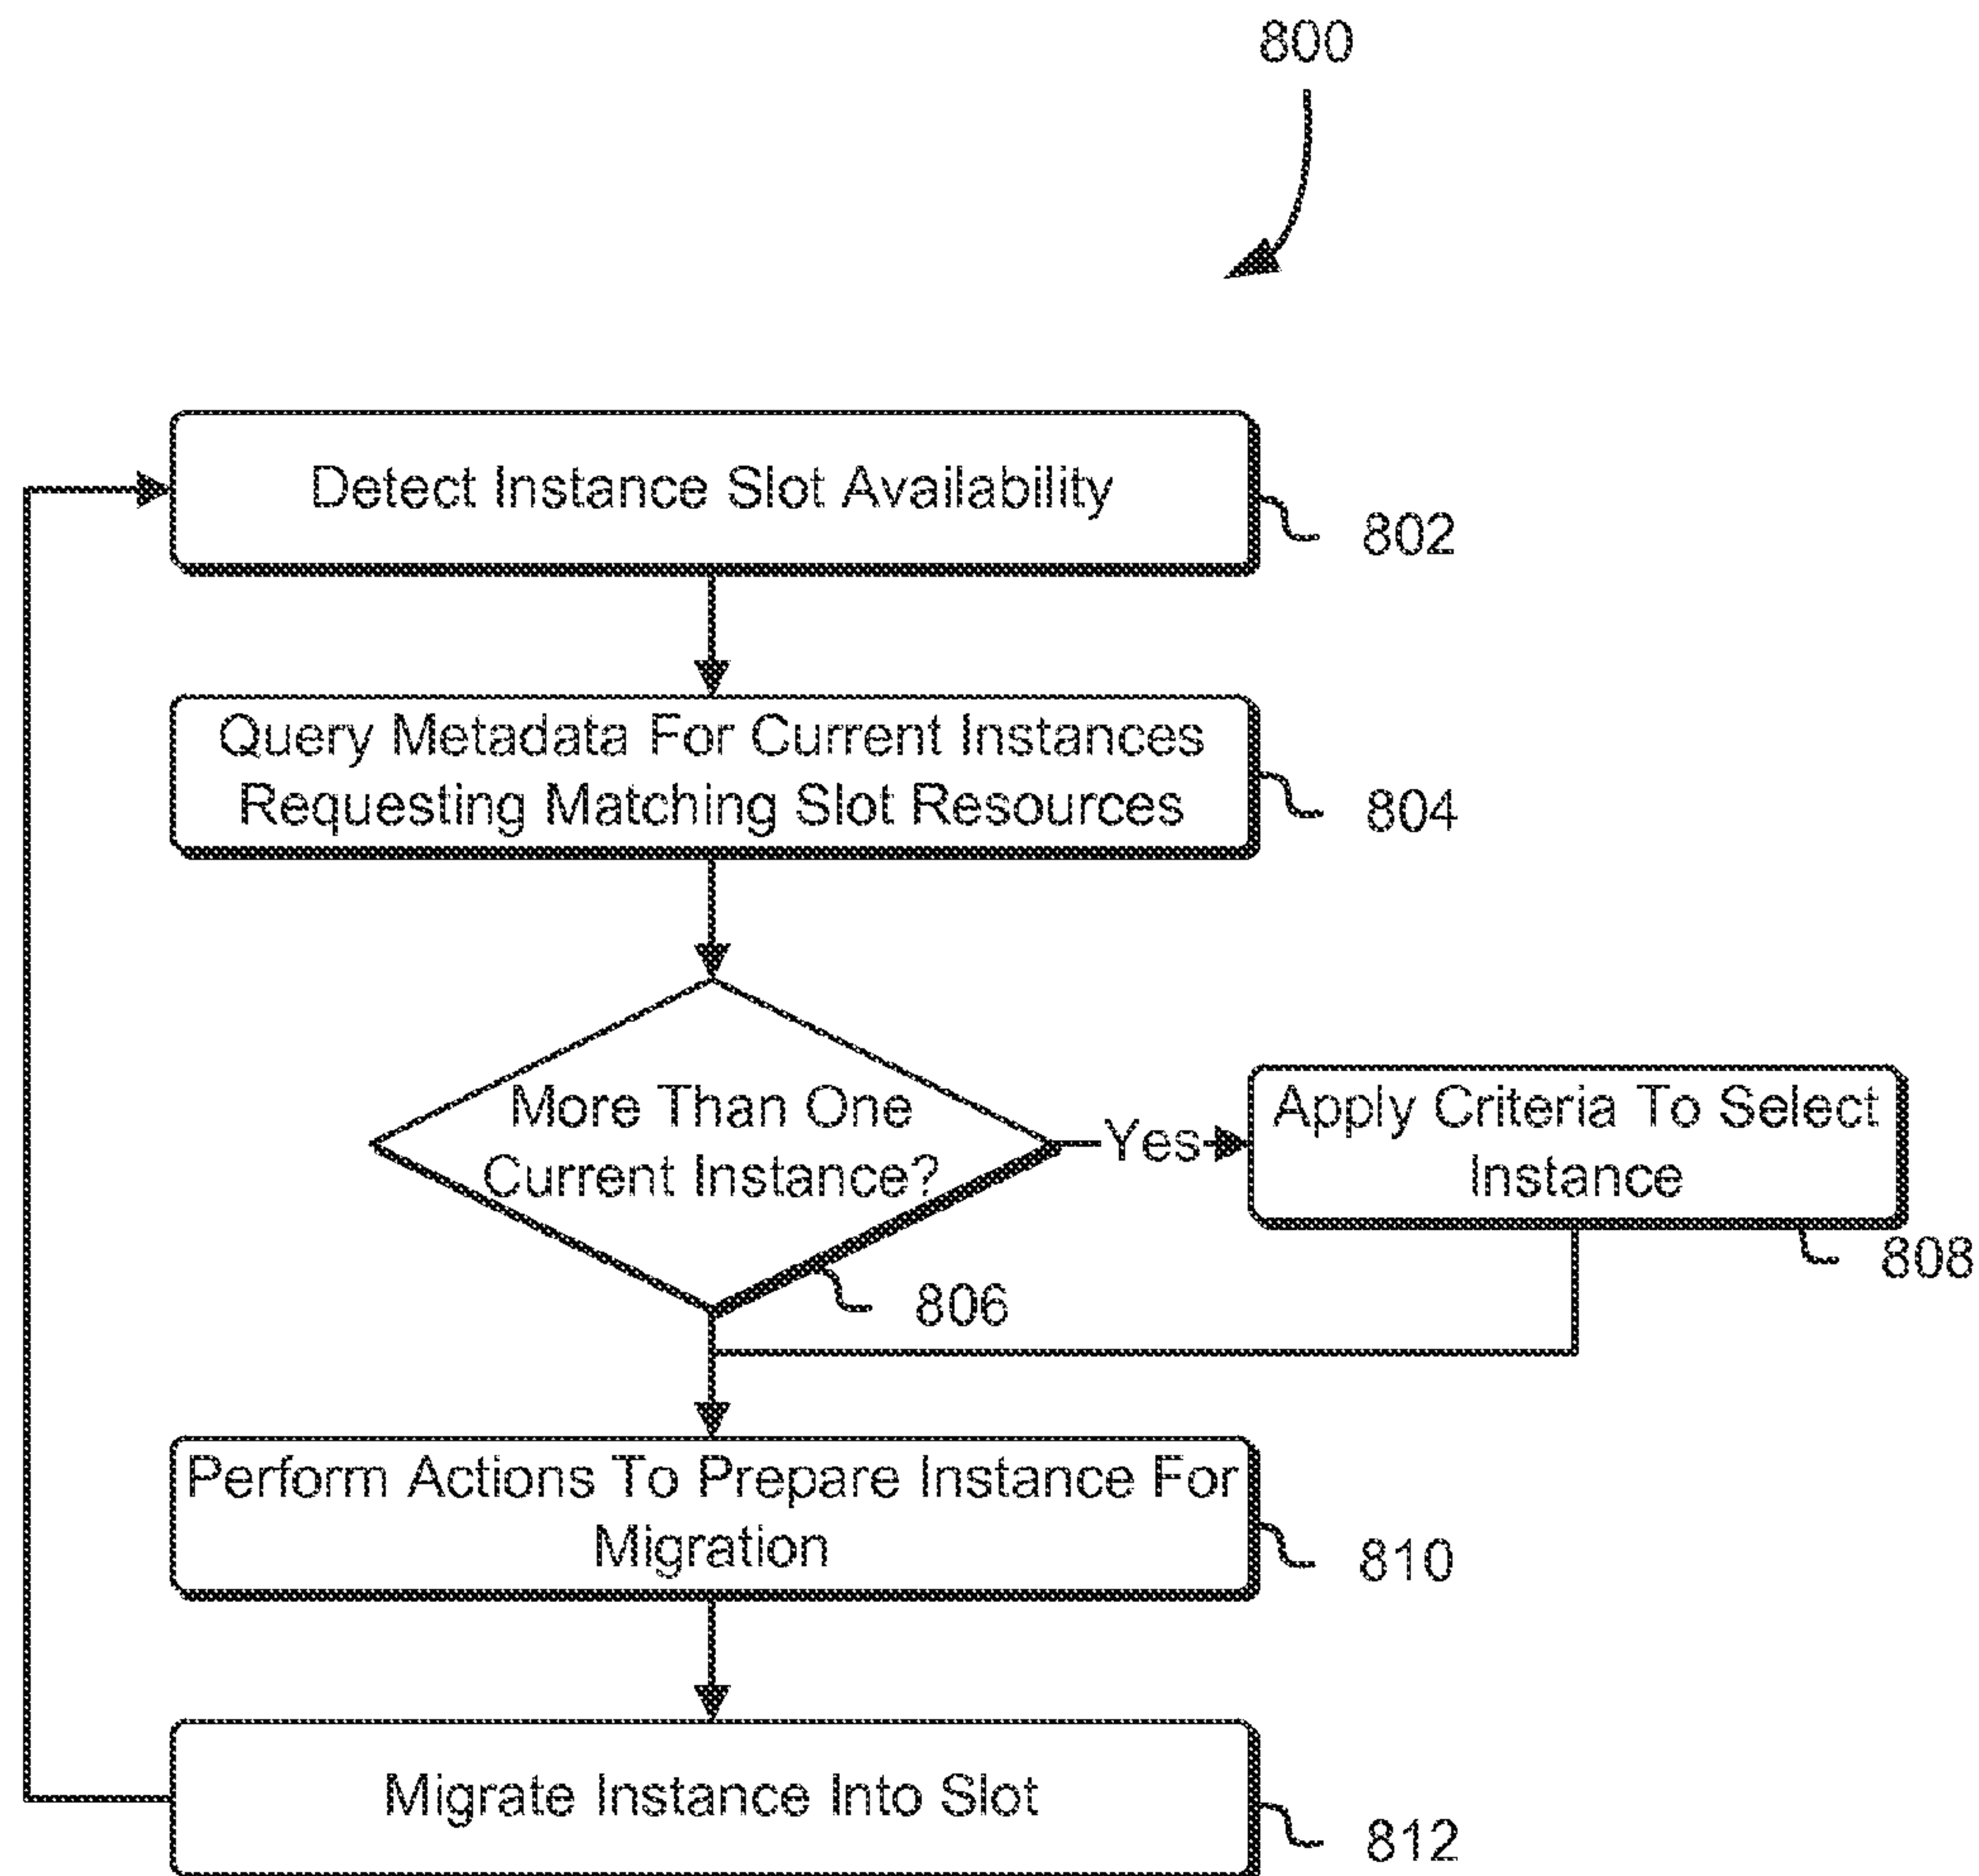 800
Detect Instance Slot Availability
802
Query Metadata For Current Instances
Requesting Matching Slot Resources
804
More Than One
Current Instance?
806
Yes
Apply Criteria To Select
Instance
808
Perform Actions To Prepare Instance For
Migration
810
Migrate Instance Into Slot
812